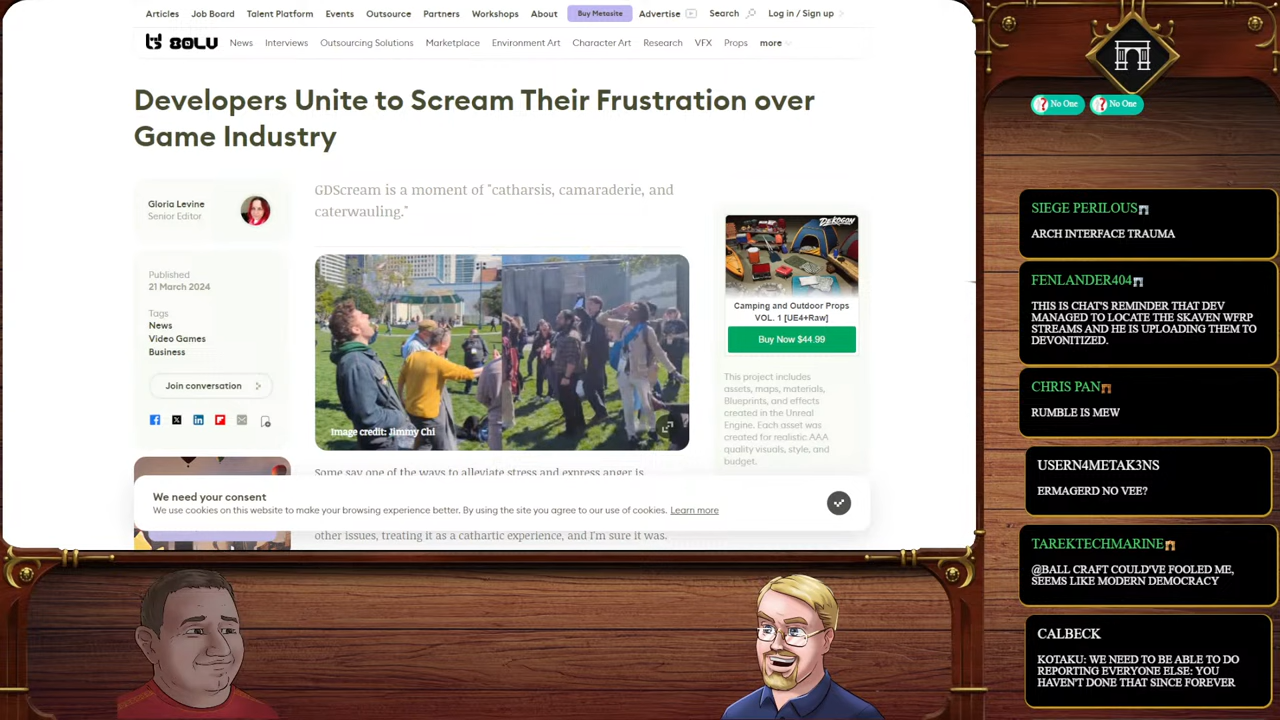 Articles Job Board Talent Platform Events Outsource Partners Workshops About Buy Metasite Advertise Search Log in / Sign up
80LV News Interviews Outsourcing Solutions Marketplace Environment Art Character Art Research VFX Props more
Developers Unite to Scream Their Frustration over
Game Industry
Gloria Levine
Senior Editor
GDScream is a moment of "catharsis, camaraderie, and
caterwauling."
Published
21 March 2024
Tags
News
Video Games
Business
Join conversation
Image credit: Jimmy Chi
DEKOGON
Camping and Outdoor Props
VOL. 1 [UE4+Raw]
Buy Now $44.99
This project includes
assets, maps, materials,
Blueprints, and effects
created in the Unreal
Engine. Each asset was
created for realistic AAA
quality visuals, style, and
budget.
Some say one of the ways to alleviate stress and express anger is
We need your consent
We use cookies on this website to make your browsing experience better. By using the site you agree to our use of cookies. Learn more
other issues, treating it as a cathartic experience, and I'm sure it was.
No One No One
SIEGE PERILOUS
ARCH INTERFACE TRAUMA
FENLANDER404
THIS IS CHAT'S REMINDER THAT DEV
MANAGED TO LOCATE THE SKAVEN WFRP
STREAMS AND HE IS UPLOADING THEM TO
DEVONITIZED.
CHRIS PAN
RUMBLE IS MEW
USERN4METAK3NS
ERMAGERD NO VEE?
TAREKTECHMARINE
@BALL CRAFT COULD'VE FOOLED ME,
SEEMS LIKE MODERN DEMOCRACY
CALBECK
KOTAKU: WE NEED TO BE ABLE TO DO
REPORTING EVERYONE ELSE: YOU
HAVEN'T DONE THAT SINCE FOREVER